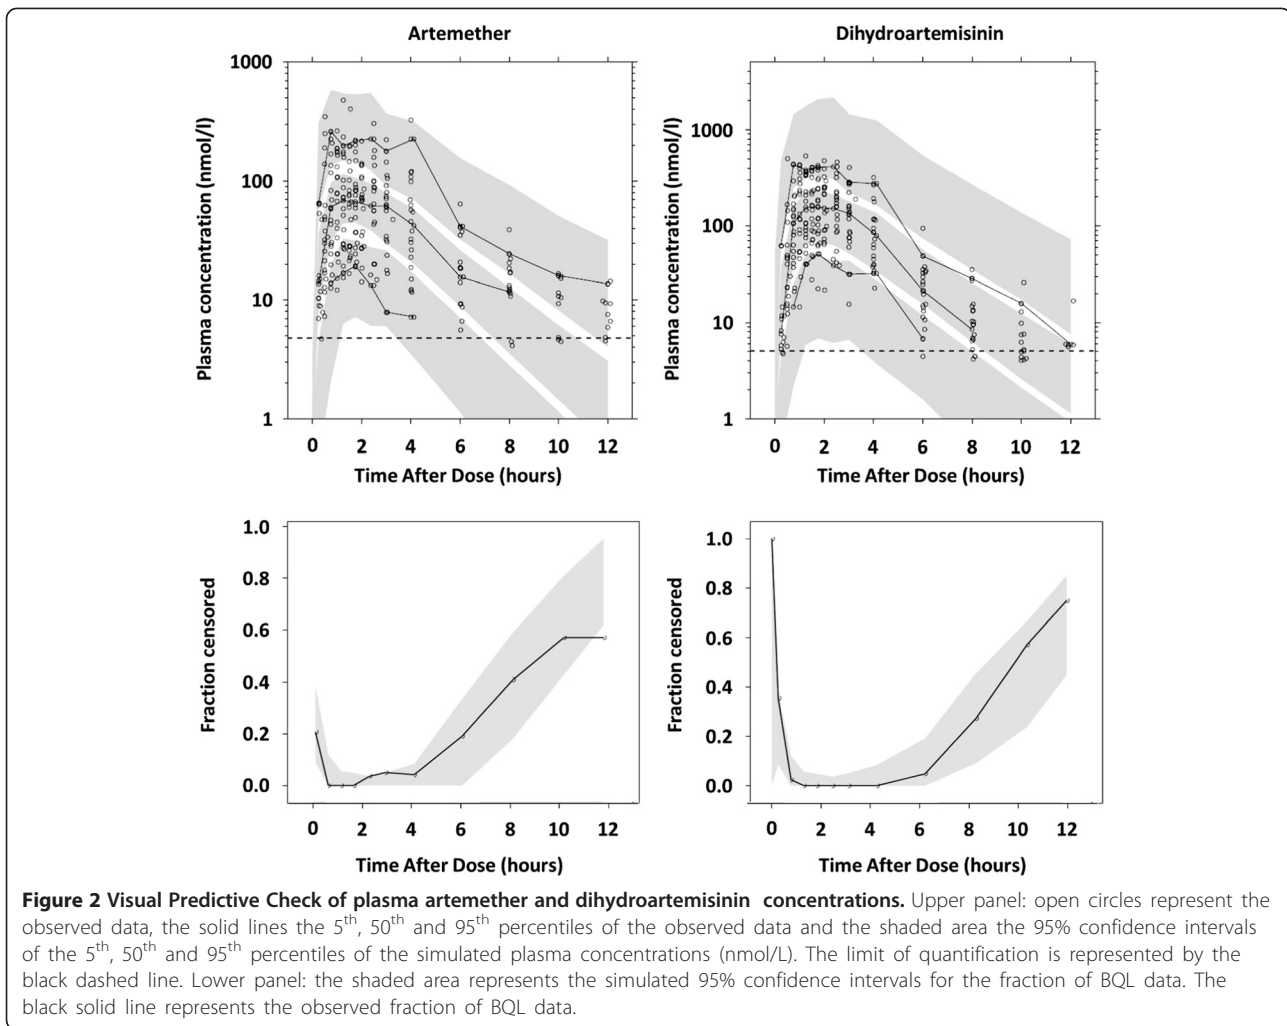 Artemether
Dihydroartemisinin
Plasma concentration (nmol/l)
1000
100
10
1
0 2 4 6 8 10 12
Time After Dose (hours)
Plasma concentration (nmol/l)
1000
100
10
1
0 2 4 6 8 10 12
Time After Dose (hours)
Fraction censored
1.0
0.8
0.6
0.4
0.2
0.0
0 2 4 6 8 10 12
Time After Dose (hours)
Fraction censored
1.0
0.8
0.6
0.4
0.2
0.0
0 2 4 6 8 10 12
Time After Dose (hours)
Figure 2 Visual Predictive Check of plasma artemether and dihydroartemisinin concentrations. Upper panel: open circles represent the
observed data, the solid lines the 5th, 50th and 95th percentiles of the observed data and the shaded area the 95% confidence intervals
of the 5th, 50th and 95th percentiles of the simulated plasma concentrations (nmol/L). The limit of quantification is represented by the
black dashed line. Lower panel: the shaded area represents the simulated 95% confidence intervals for the fraction of BQL data. The
black solid line represents the observed fraction of BQL data.